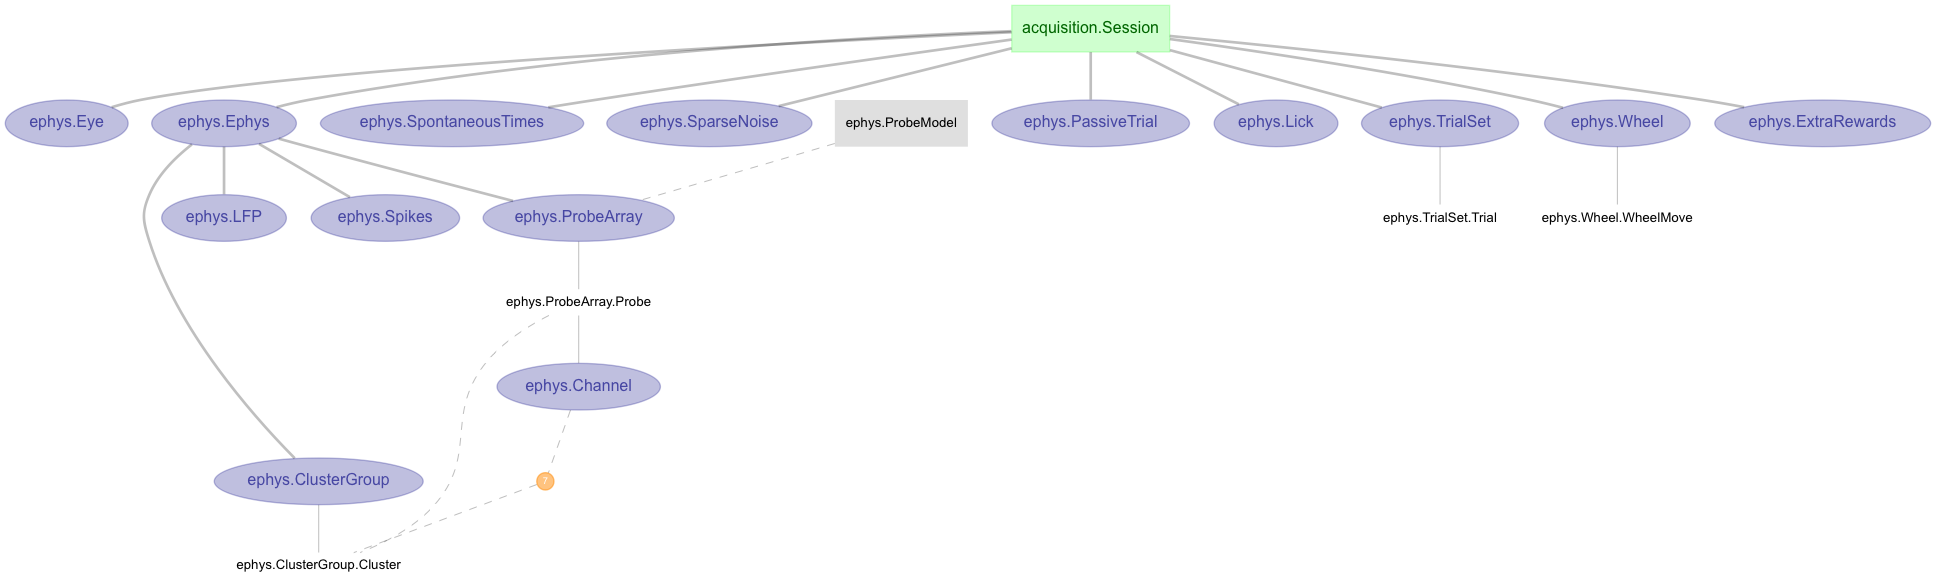 acquisition.Session
ephys.Eye
ephys.Ephys
ephys.SpontaneousTimes
ephys.SparseNoise
ephys.ProbeModel
ephys.PassiveTrial
ephys.Lick
ephys.TrialSet
ephys.Wheel
ephys.ExtraRewards
ephys.LFP
ephys.Spikes
ephys.ProbeArray
ephys.TrialSet.Trial
ephys.Wheel.WheelMove
ephys.ProbeArray.Probe
ephys.Channel
ephys.ClusterGroup
7
ephys.ClusterGroup.Cluster